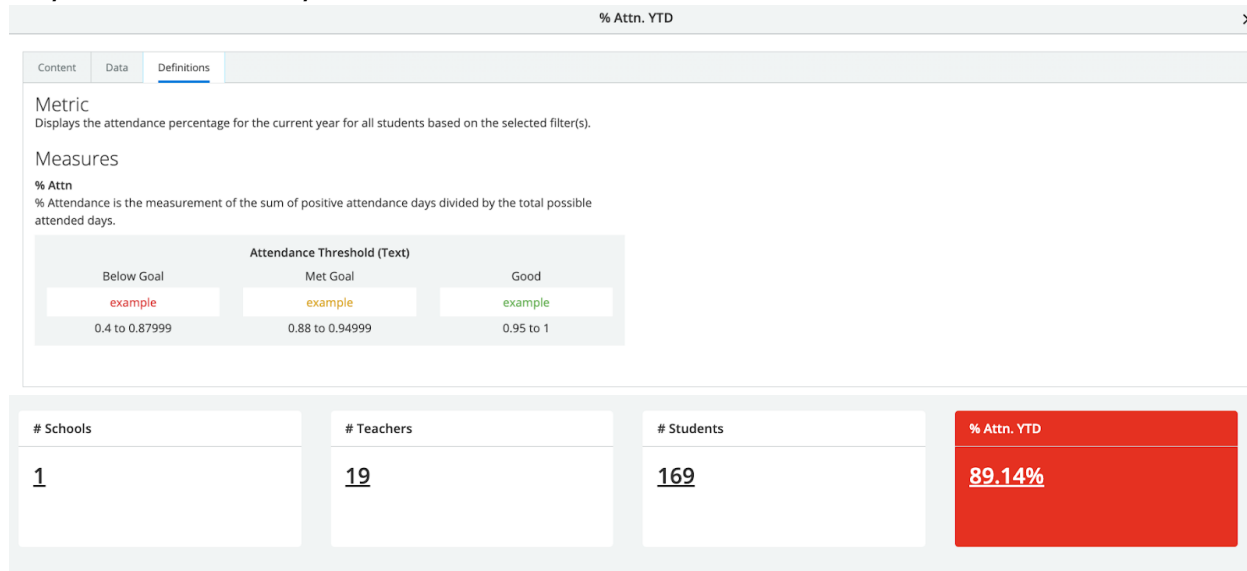 % Attn. YTD
Content Data Definitions
Metric
Displays the attendance percentage for the current year for all students based on the selected filter(s).
Measures
% Attn
% Attendance is the measurement of the sum of positive attendance days divided by the total possible
attended days.
Attendance Threshold (Text)
Below Goal Met Goal Good
example example example
0.4 to 0.87999 0.88 to 0.94999 0.95 to 1
# Schools # Teachers # Students % Attn. YTD
1 19 169 89.14%